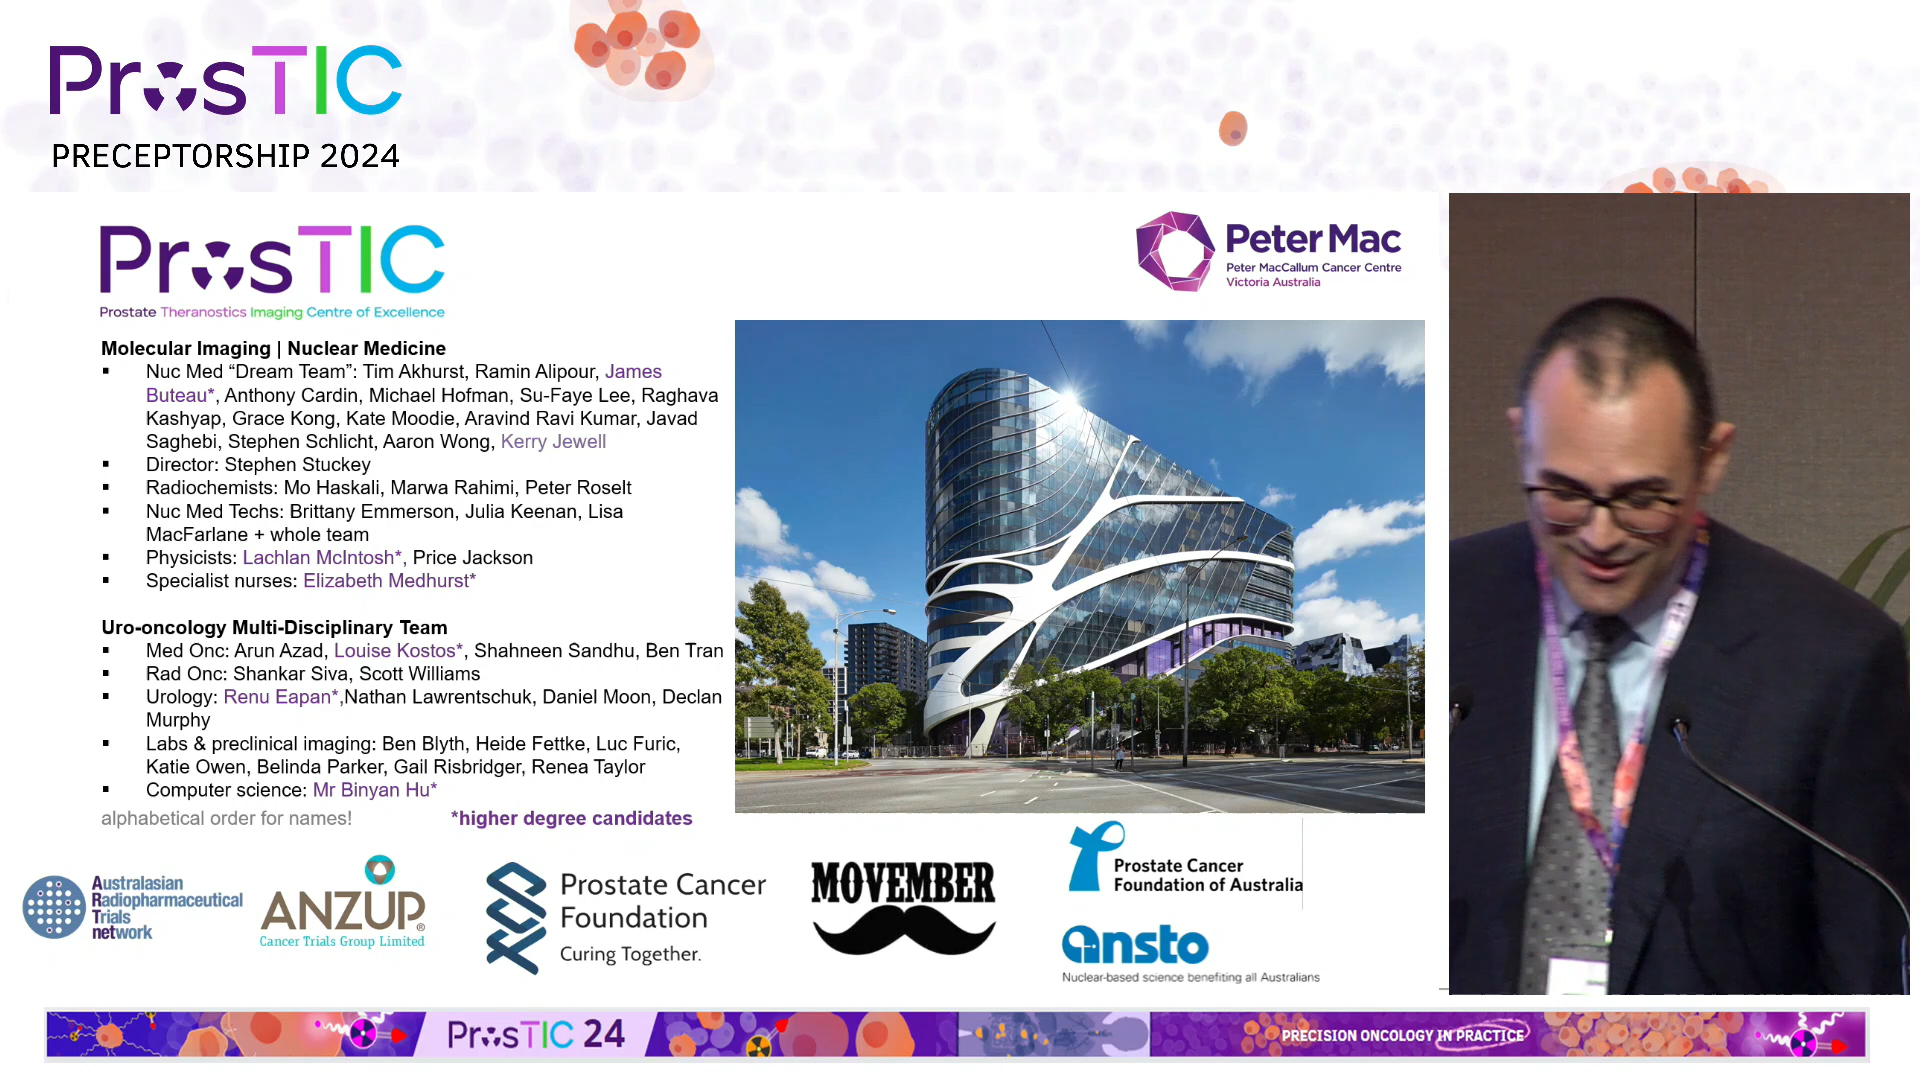 ProsTIC
PRECEPTORSHIP 2024
ProsTIC
Prostate Theranostics Imaging Centre of Excellence
Peter Mac
Peter MacCallum Cancer Centre
Victoria Australia
Molecular Imaging | Nuclear Medicine
▪ Nuc Med “Dream Team”: Tim Akhurst, Ramin Alipour, James
Buteau*, Anthony Cardin, Michael Hofman, Su-Faye Lee, Raghava
Kashyap, Grace Kong, Kate Moodie, Aravind Ravi Kumar, Javad
Saghebi, Stephen Schlicht, Aaron Wong, Kerry Jewell
▪ Director: Stephen Stuckey
▪ Radiochemists: Mo Haskali, Marwa Rahimi, Peter Roselt
▪ Nuc Med Techs: Brittany Emmerson, Julia Keenan, Lisa
MacFarlane + whole team
▪ Physicists: Lachlan McIntosh*, Price Jackson
▪ Specialist nurses: Elizabeth Medhurst*
Uro-oncology Multi-Disciplinary Team
▪ Med Onc: Arun Azad, Louise Kostos*, Shahneen Sandhu, Ben Tran
▪ Rad Onc: Shankar Siva, Scott Williams
▪ Urology: Renu Eapan*,Nathan Lawrentschuk, Daniel Moon, Declan
Murphy
▪ Labs & preclinical imaging: Ben Blyth, Heide Fettke, Luc Furic,
Katie Owen, Belinda Parker, Gail Risbridger, Renea Taylor
▪ Computer science: Mr Binyan Hu*
alphabetical order for names! *higher degree candidates
Australasian
Radiopharmaceutical
Trials
network
ANZUP®
Cancer Trials Group Limited
Prostate Cancer
Foundation
Curing Together.
MOVEMBER
Prostate Cancer
Foundation of Australia
ansto
Nuclear-based science benefiting all Australians
ProsTIC 24
PRECISION ONCOLOGY IN PRACTICE